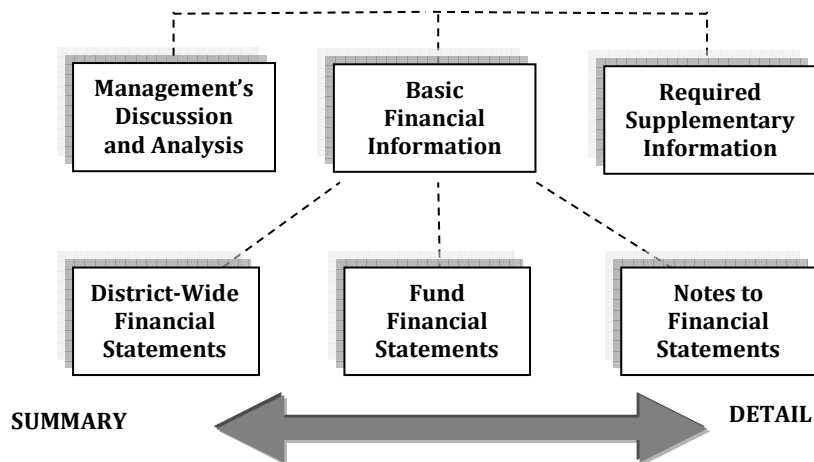 Management's
Discussion
and Analysis
Basic
Financial
Information
Required
Supplementary
Information
District-Wide
Financial
Statements
Fund
Financial
Statements
Notes to
Financial
Statements
SUMMARY
DETAIL